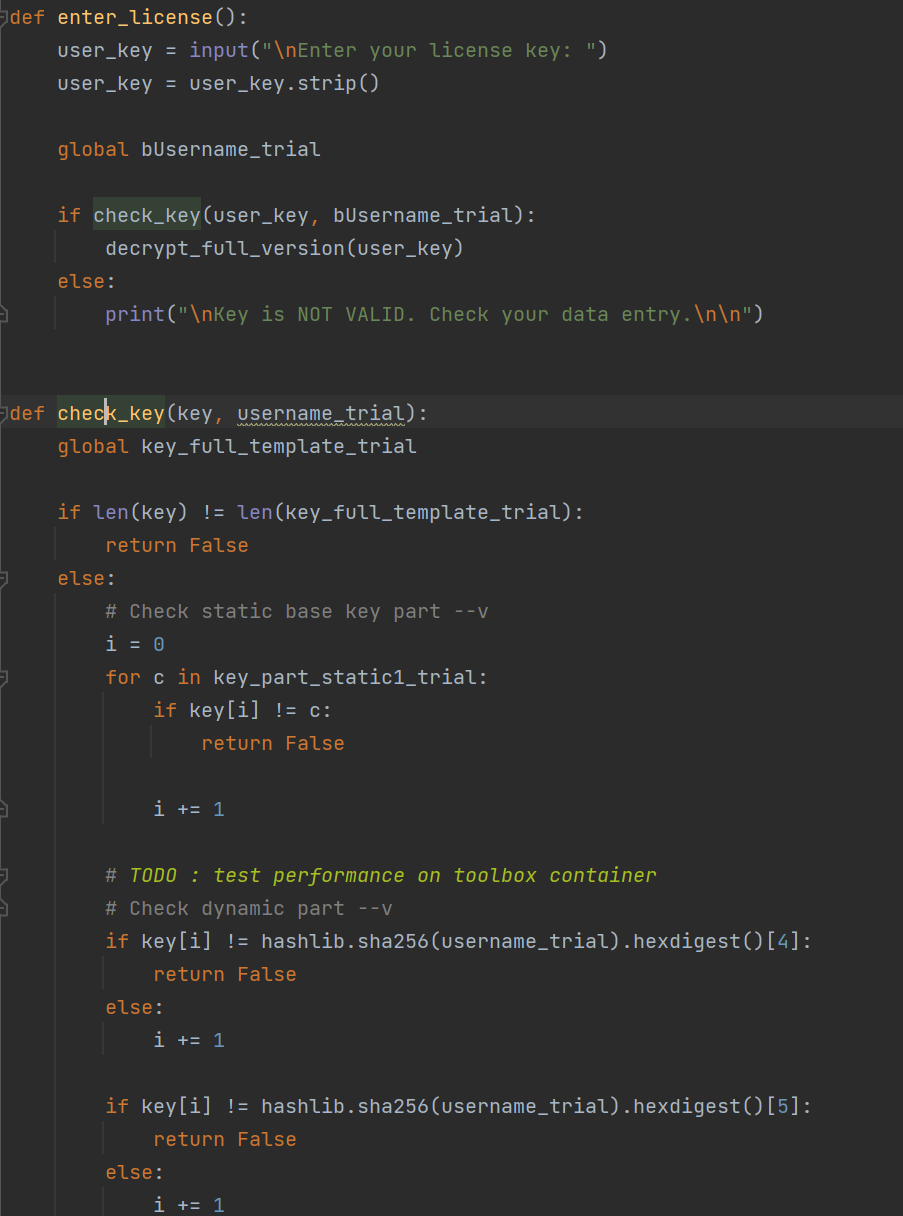 def enter_license():
    user_key = input("\nEnter your license key: ")
    user_key = user_key.strip()

    global bUsername_trial

    if check_key(user_key, bUsername_trial):
        decrypt_full_version(user_key)
    else:
        print("\nKey is NOT VALID. Check your data entry.\n\n")


def check_key(key, username_trial):
    global key_full_template_trial

    if len(key) != len(key_full_template_trial):
        return False
    else:
        # Check static base key part --v
        i = 0
        for c in key_part_static1_trial:
            if key[i] != c:
                return False

            i += 1

        # TODO : test performance on toolbox container
        # Check dynamic part --v
        if key[i] != hashlib.sha256(username_trial).hexdigest()[4]:
            return False
        else:
            i += 1

        if key[i] != hashlib.sha256(username_trial).hexdigest()[5]:
            return False
        else:
            i += 1